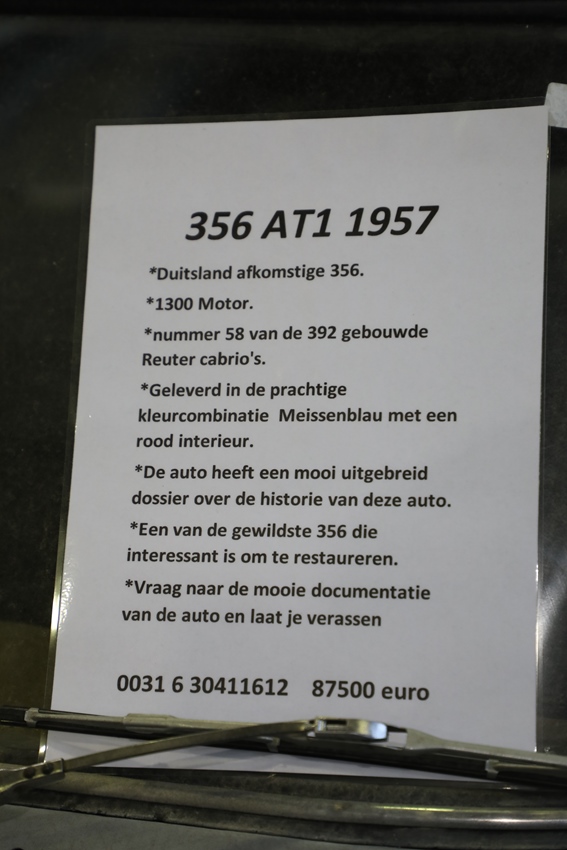 356 AT1 1957
*Duitsland afkomstige 356.
*1300 Motor.
*nummer 58 van de 392 gebouwde
Reuter cabrio's.
*Geleverd in de prachtige
kleurcombinatie Meissenblau met een
rood interieur.
*De auto heeft een mooi uitgebreid
dossier over de historie van deze auto.
*Een van de gewildste 356 die
interessant is om te restaureren.
*Vraag naar de mooie documentatie
van de auto en laat je verassen
0031 6 30411612 87500 euro